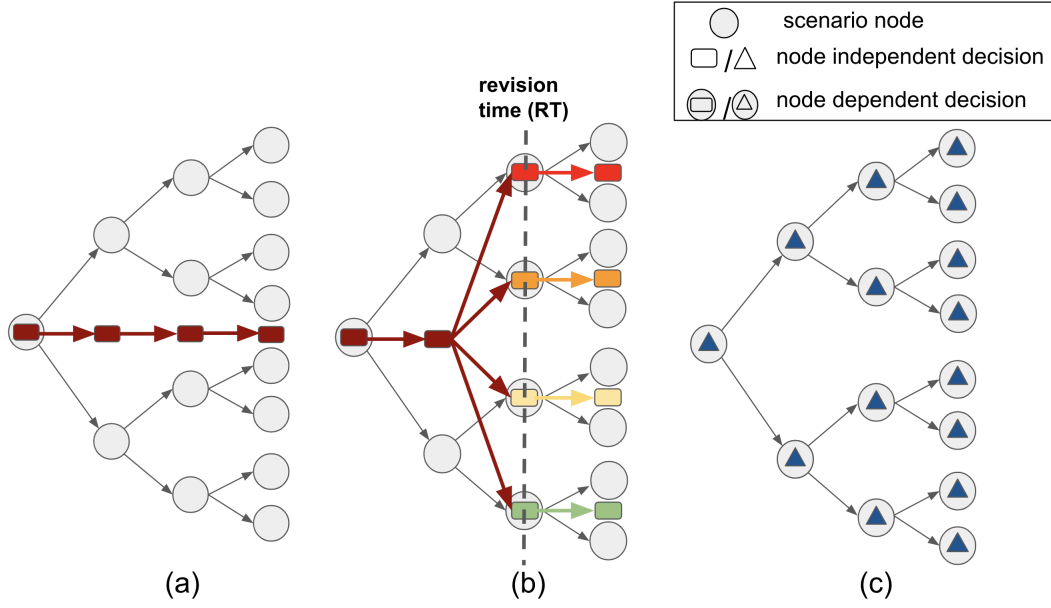 scenario node
/ node independent decision
/ node dependent decision
revision
time (RT)
(a)
(b)
(c)